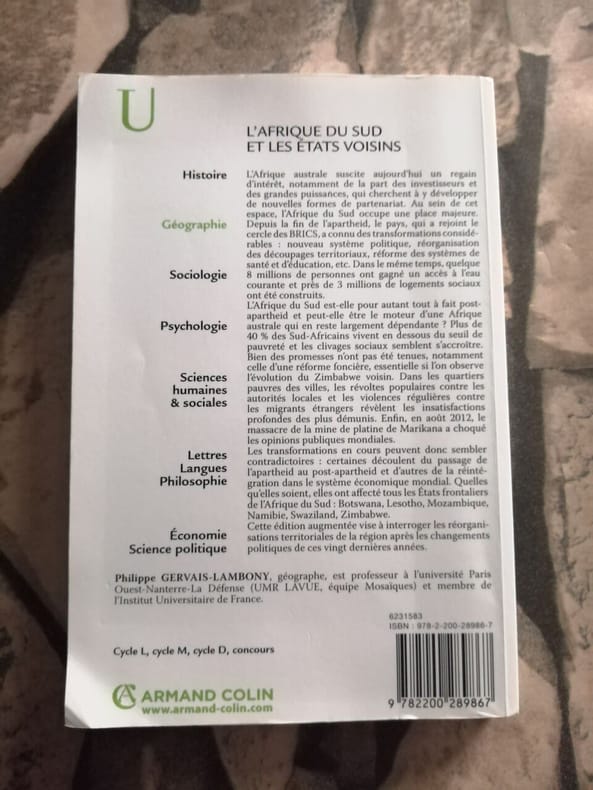 U
L'AFRIQUE DU SUD
ET LES ÉTATS VOISINS
Histoire
Géographie
Sociologie
Psychologie
Sciences
humaines
& sociales
Lettres
Langues
Philosophie
Économie
Science politique
L'Afrique australe suscite aujourd'hui un regain
d'intérêt, notamment de la part des investisseurs et
des grandes puissances, qui cherchent à y développer
de nouvelles formes de partenariat. Au sein de cet
espace, l'Afrique du Sud occupe une place majeure.
Depuis la fin de l'apartheid, le pays, qui a rejoint le
cercle des BRICS, a connu des transformations considé-
rables : nouveau système politique, réorganisation
des découpages territoriaux, réforme des systèmes de
santé et d'éducation, etc. Dans le même temps, quelque
8 millions de personnes ont gagné un accès à l'eau
courante et près de 3 millions de logements sociaux
ont été construits.
L'Afrique du Sud est-elle pour autant tout à fait post-
apartheid et peut-elle être le moteur d'une Afrique
australe qui en reste largement dépendante ? Plus de
40 % des Sud-Africains vivent en dessous du seuil de
pauvreté et les clivages sociaux semblent s'accroître.
Bien des promesses n'ont pas été tenues, notamment
celle d'une réforme foncière, essentielle si l'on observe
l'évolution du Zimbabwe voisin. Dans les quartiers
pauvres des villes, les révoltes populaires contre les
autorités locales et les violences régulières contre
les migrants étrangers révèlent les insatisfactions
profondes des plus démunis. Enfin, en août 2012, le
massacre de la mine de platine de Marikana a choqué
les opinions publiques mondiales.
Les transformations en cours peuvent donc sembler
contradictoires : certaines découlent du passage de
l'apartheid au post-apartheid et d'autres de la réinté-
gration dans le système économique mondial. Quelles
qu'elles soient, elles ont affecté tous les États frontaliers
de l'Afrique du Sud : Botswana, Lesotho, Mozambique,
Namibie, Swaziland, Zimbabwe.
Cette édition augmentée vise à interroger les réorgani-
sations territoriales de la région après les changements
politiques de ces vingt dernières années.
Philippe GERVAIS-LAMBONY, géographe, est professeur à l'université Paris
Ouest-Nanterre-La Défense (UMR LAVUE, équipe Mosaïques) et membre de
l'Institut Universitaire de France.
6231583
ISBN : 978-2-200-28986-7
Cycle L, cycle M, cycle D, concours
AC ARMAND COLIN
www.armand-colin.com
9 782200 289867